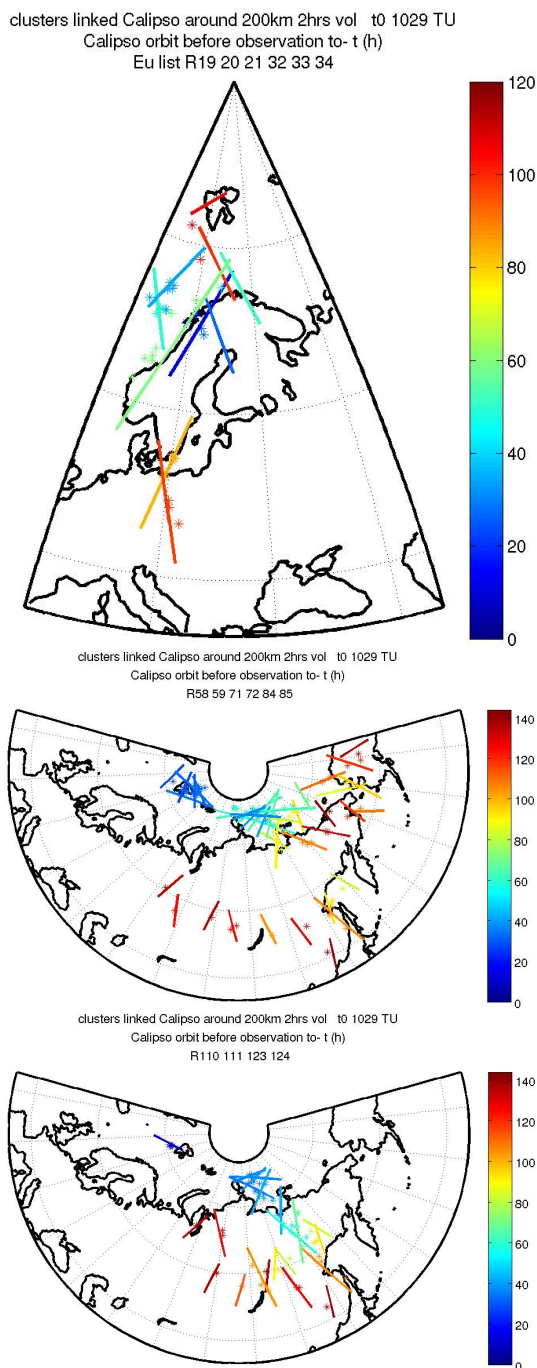 clusters linked Calipso around 200km 2hrs vol t0 1029 TU
Calipso orbit before observation to- t (h)
Eu list R19 20 21 32 33 34
120
100
80
60
40
20
0
clusters linked Calipso around 200km 2hrs vol t0 1029 TU
Calipso orbit before observation to- t (h)
R58 59 71 72 84 85
140
120
100
80
60
40
20
0
clusters linked Calipso around 200km 2hrs vol t0 1029 TU
Calipso orbit before observation to- t (h)
R110 111 123 124
140
120
100
80
60
40
20
0